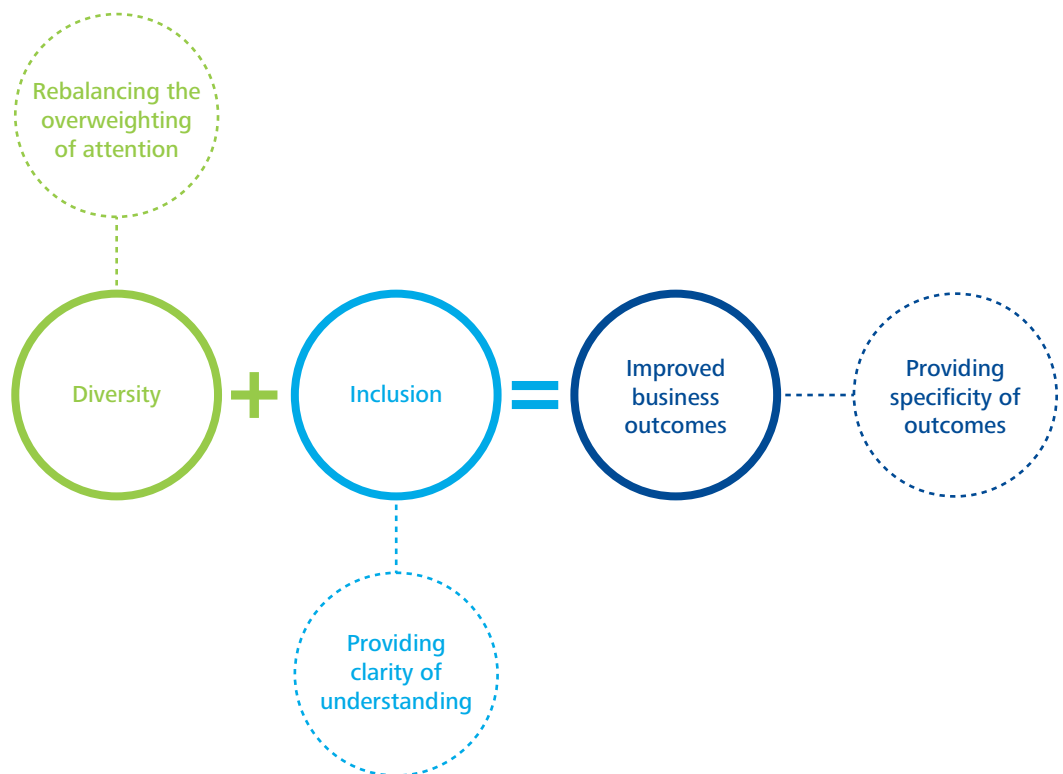 Rebalancing the
overweighting
of attention
Diversity
+
Inclusion
=
Improved
business
outcomes
Providing
specificity of
outcomes
Providing
clarity of
understanding